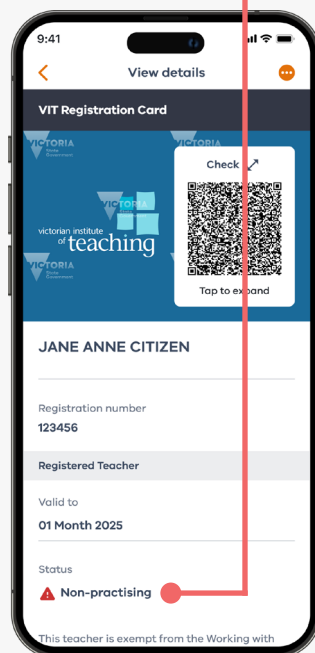 9:41
View details
VIT Registration Card
VICTORIA
State
Government
VICTORIA
Check
VICTORIA
victorian institute
of teaching
VICTORIA
State
Government
Tap to expand
JANE ANNE CITIZEN
Registration number
123456
Registered Teacher
Valid to
01 Month 2025
Status
Non-practising
This teacher is exempt from the Working with